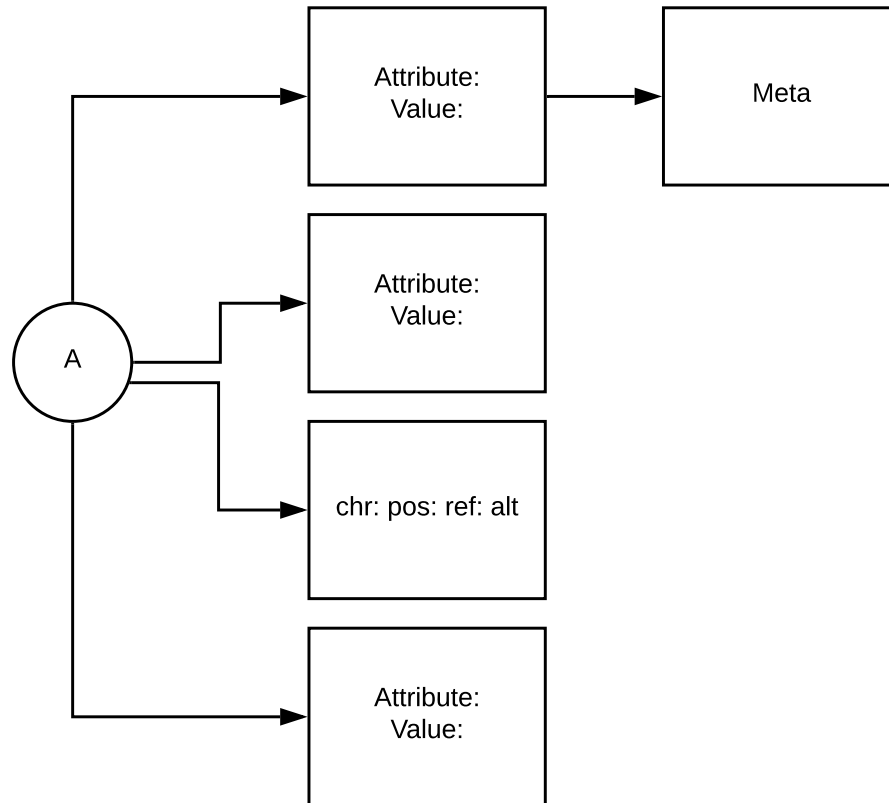 Attribute:
Value:
Meta
Attribute:
Value:
A
chr: pos: ref: alt
Attribute:
Value: